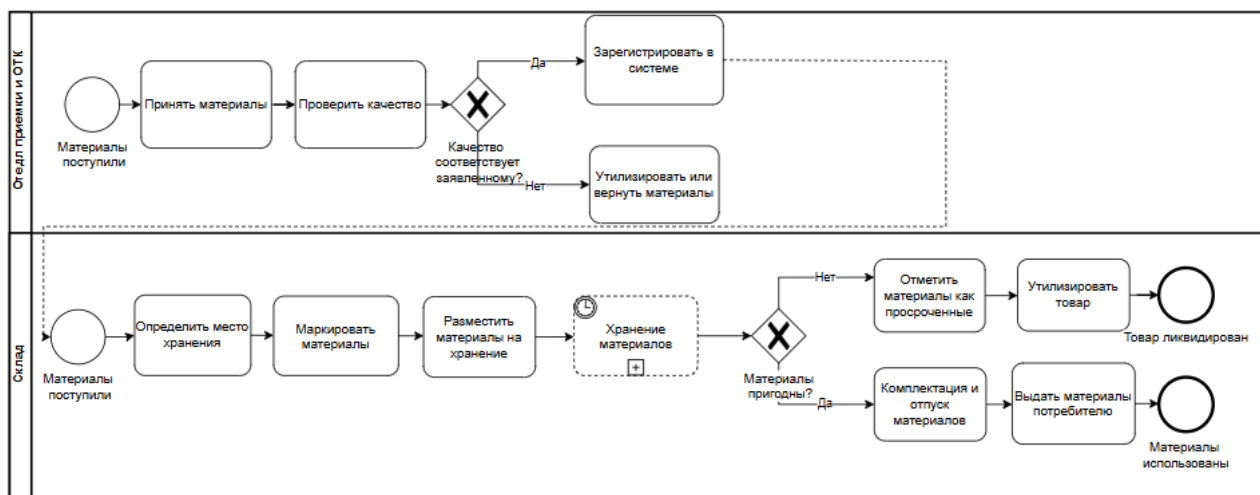 Отедл приемки и ОТК
Материалы
поступили
Принять материалы
Проверить качество
Качество
соответствует
заявленному?
Да
Зарегистрировать в
системе
Нет
Утилизировать или
вернуть материалы
Склад
Материалы
поступили
Определить место
хранения
Маркировать
материалы
Разместить
материалы на
хранение
Хранение
материалов
Материалы
пригодны?
Нет
Отметить
материалы как
просроченные
Утилизировать
товар
Товар ликвидирован
Да
Комплектация и
отпуск
материалов
Выдать материалы
потребителю
Материалы
использованы